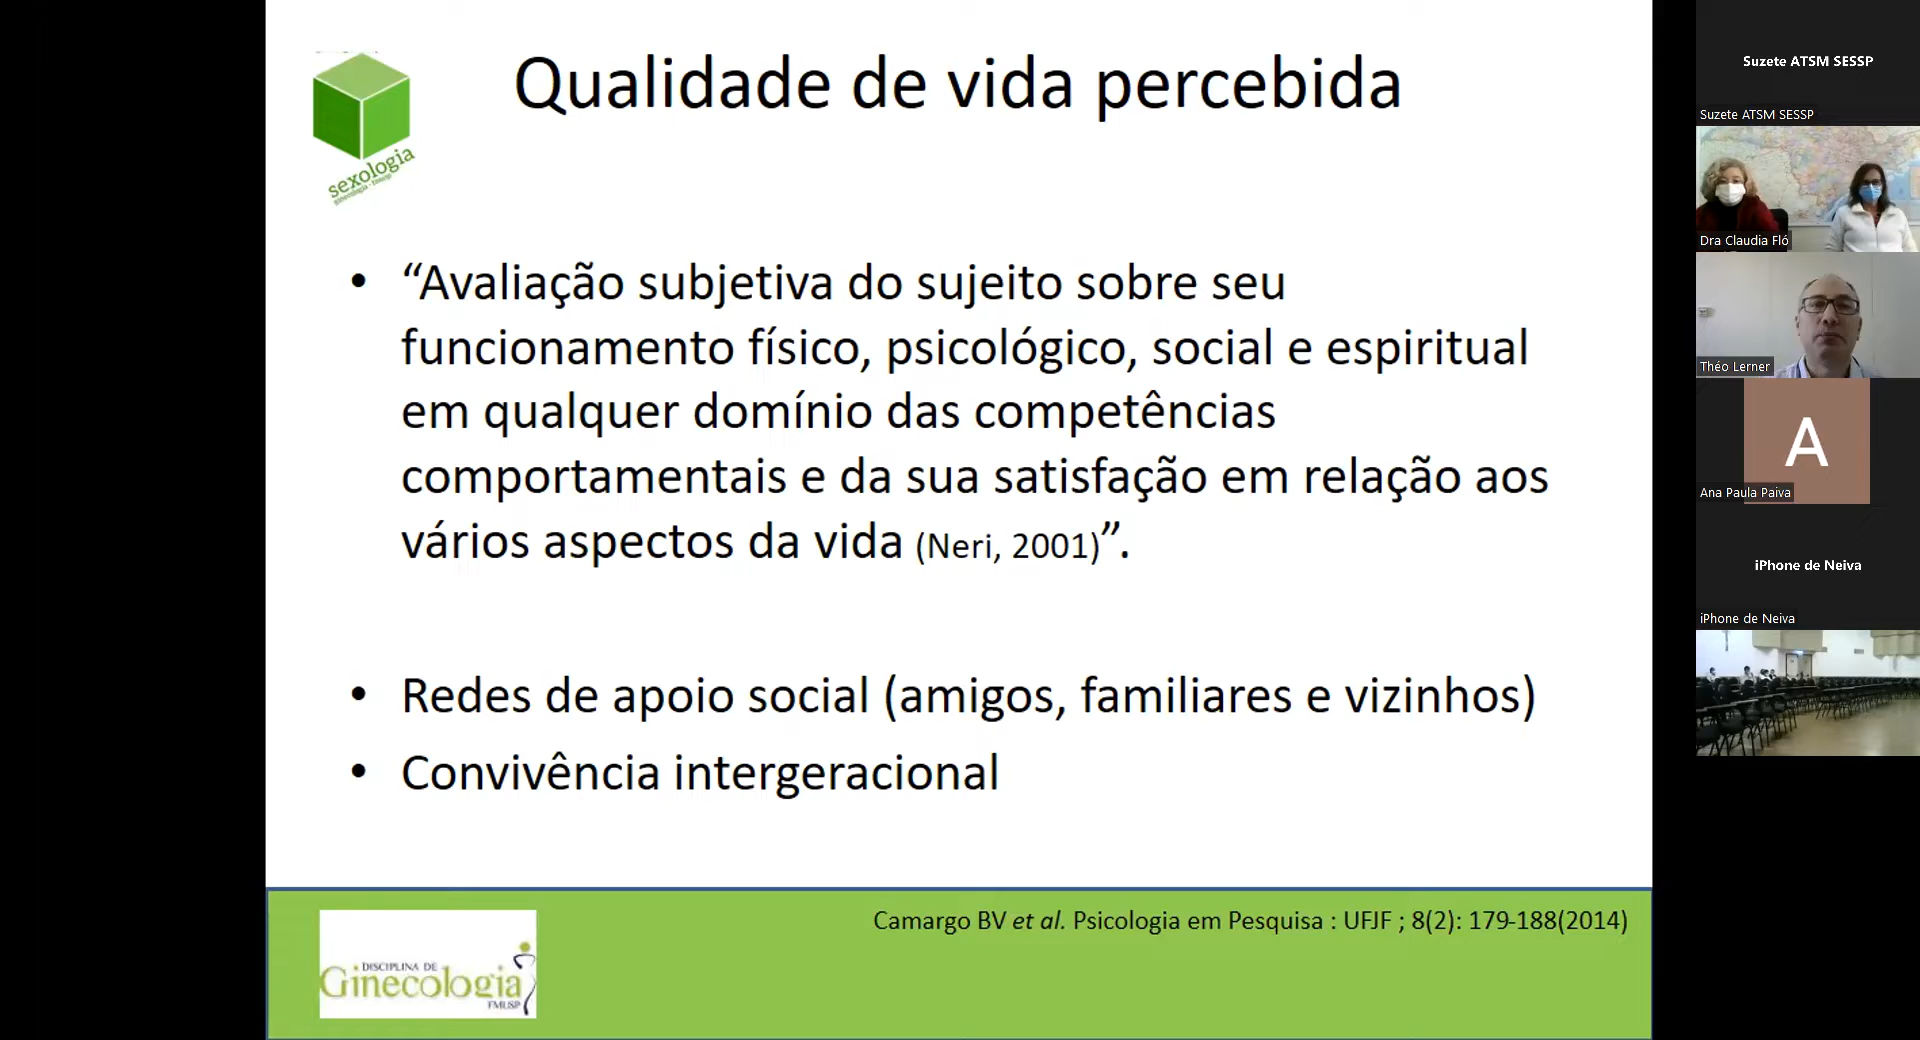 Qualidade de vida percebida
sexologia
ginecologia - fmusp
• “Avaliação subjetiva do sujeito sobre seu
funcionamento físico, psicológico, social e espiritual
em qualquer domínio das competências
comportamentais e da sua satisfação em relação aos
vários aspectos da vida (Neri, 2001)”.
• Redes de apoio social (amigos, familiares e vizinhos)
• Convivência intergeracional
Camargo BV et al. Psicologia em Pesquisa : UFJF ; 8(2): 179-188(2014)
DISCIPLINA DE
Ginecologia
FMUSP
Suzete ATSM SESSP
Suzete ATSM SESSP
Dra Claudia Fló
Théo Lerner
A
Ana Paula Paiva
iPhone de Neiva
iPhone de Neiva